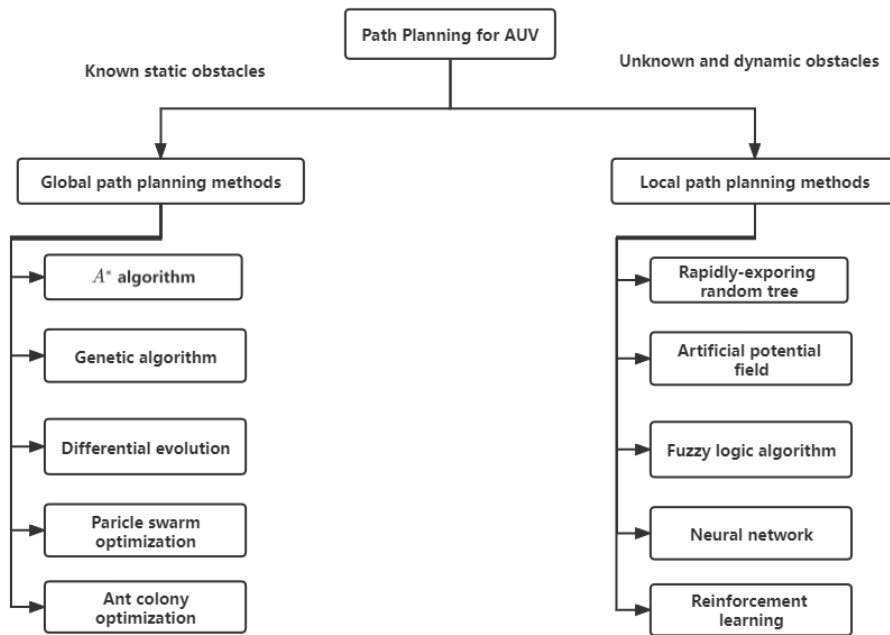 Path Planning for AUV
Known static obstacles
Unknown and dynamic obstacles
Global path planning methods
Local path planning methods
A* algorithm
Genetic algorithm
Differential evolution
Paricle swarm
optimization
Ant colony
optimization
Rapidly-exporing
random tree
Artificial potential
field
Fuzzy logic algorithm
Neural network
Reinforcement
learning